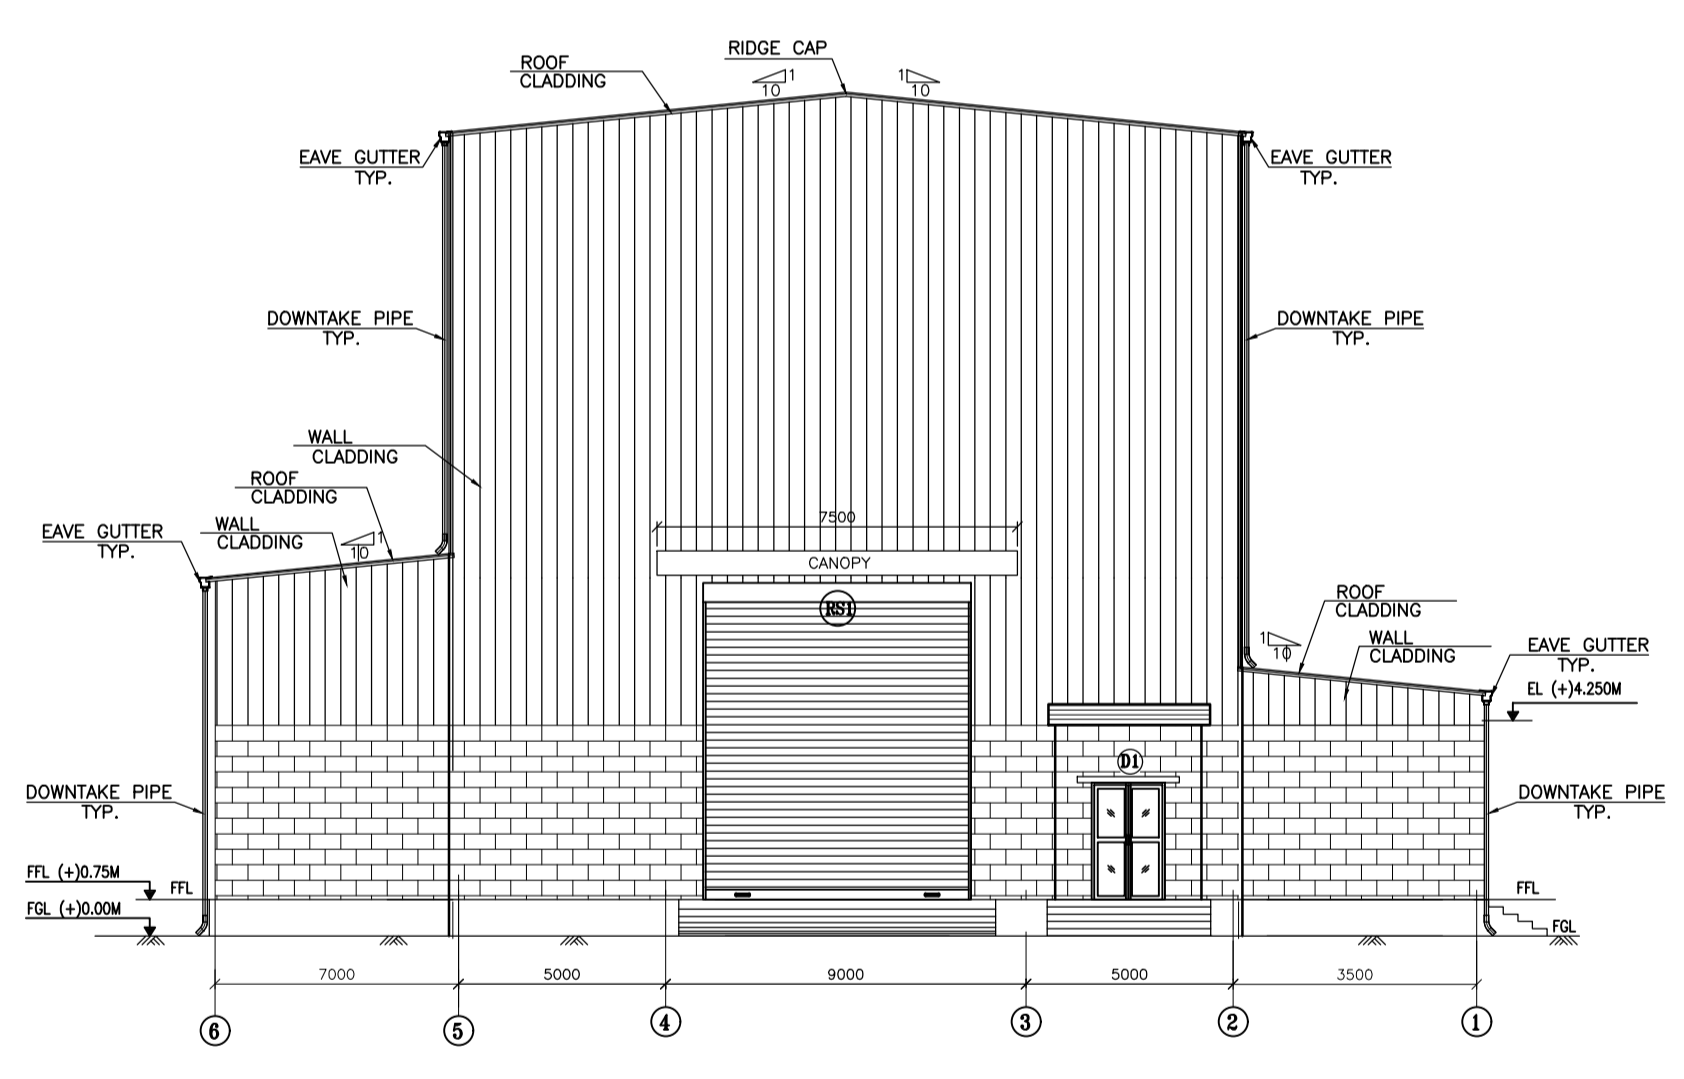 RIDGE CAP
ROOF
CLADDING
1
10
1
10
EAVE GUTTER
TYP.
EAVE GUTTER
TYP.
DOWNTAKE PIPE
TYP.
DOWNTAKE PIPE
TYP.
WALL
CLADDING
ROOF
CLADDING
WALL
CLADDING
1
10
EAVE GUTTER
TYP.
7500
CANOPY
RS1
ROOF
CLADDING
WALL
CLADDING
1
10
EAVE GUTTER
TYP.
EL (+)4.250M
D1
DOWNTAKE PIPE
TYP.
DOWNTAKE PIPE
TYP.
FFL (+)0.75M
FFL
FFL
FGL (+)0.00M
FGL
7000
5000
9000
5000
3500
6
5
4
3
2
1